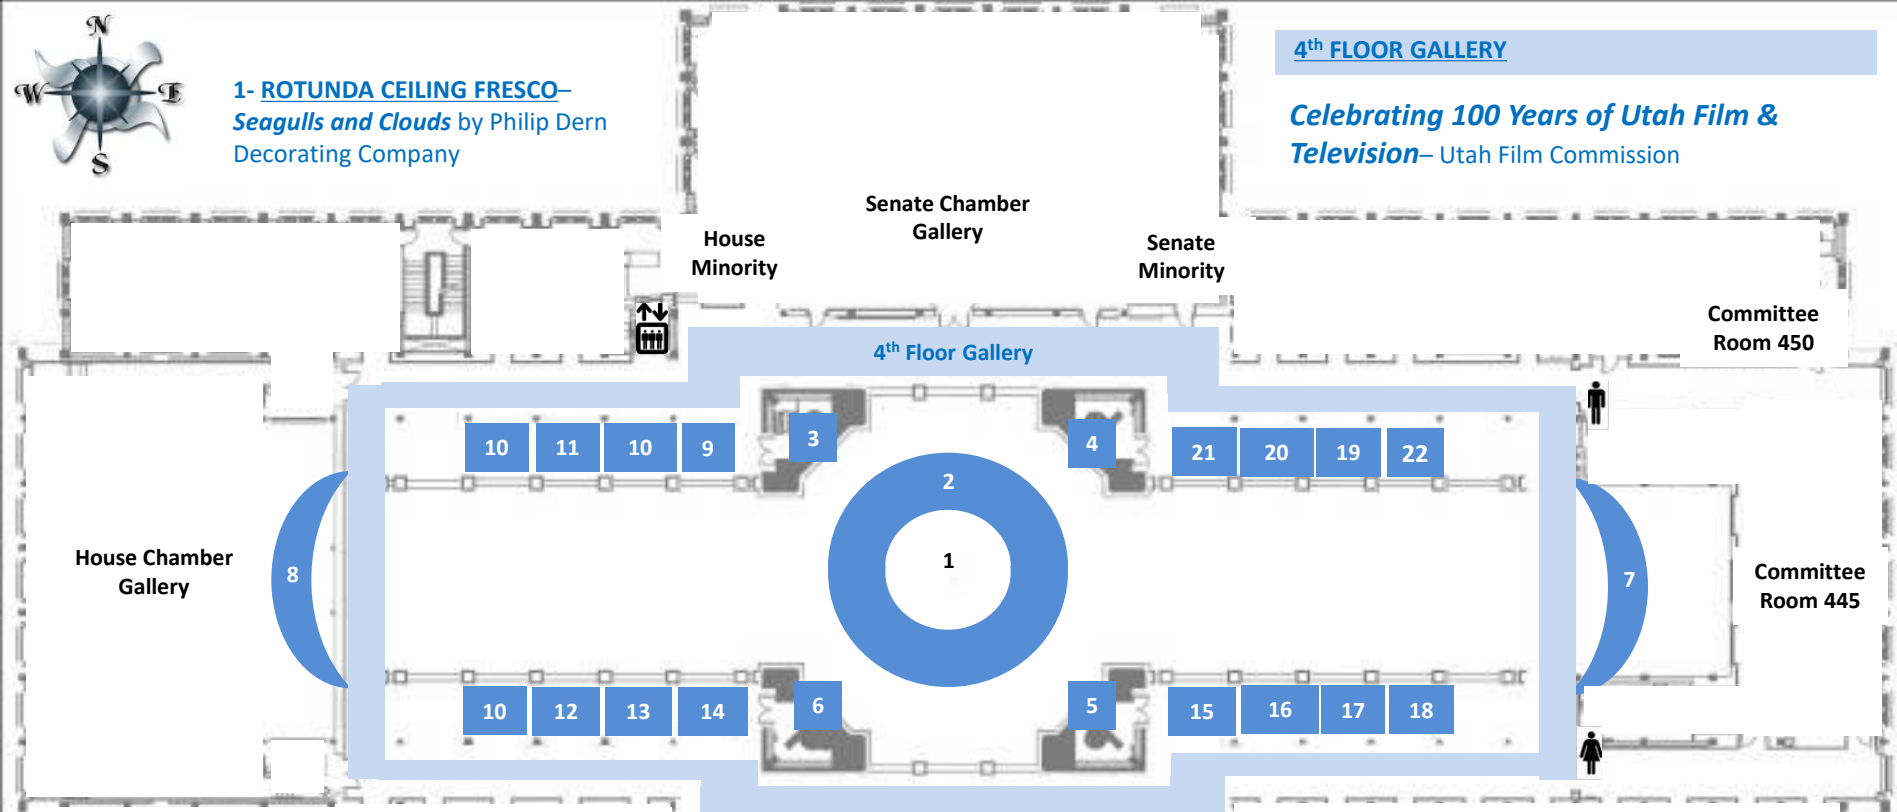 N
W
E
S
1- ROTUNDA CEILING FRESCO–
Seagulls and Clouds by Philip Dern
Decorating Company
4th FLOOR GALLERY
Celebrating 100 Years of Utah Film &
Television– Utah Film Commission
Senate Chamber
Gallery
House
Minority
Senate
Minority
Committee
Room 450
4th Floor Gallery
10
11
10
9
3
4
21
20
19
22
2
1
House Chamber
Gallery
8
7
Committee
Room 445
10
12
13
14
6
5
15
16
17
18